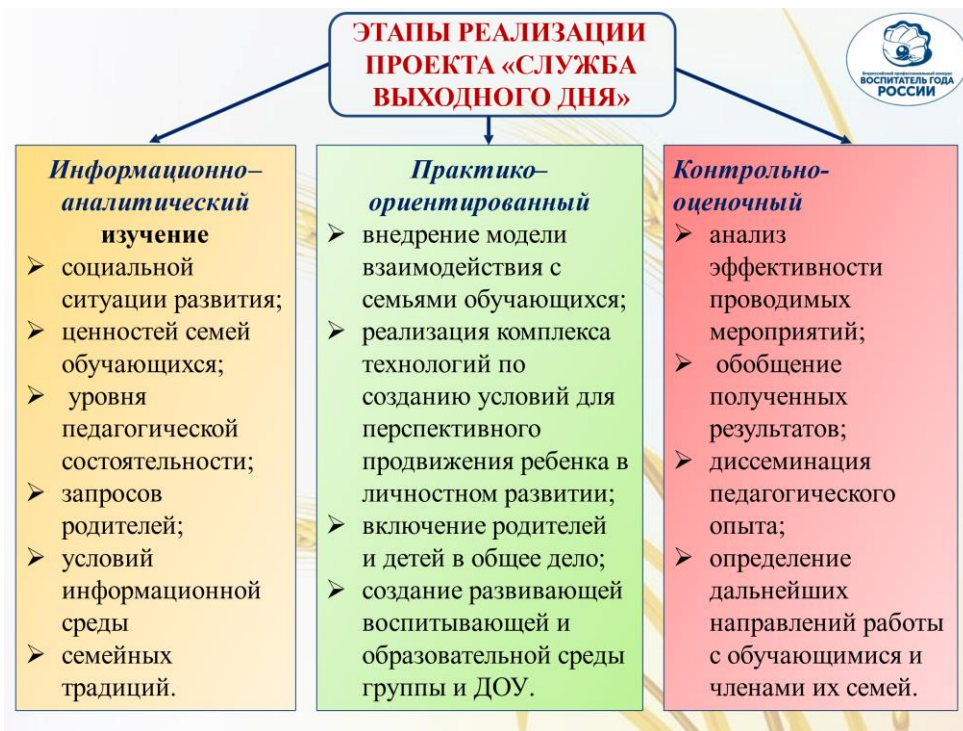 ЭТАПЫ РЕАЛИЗАЦИИ
ПРОЕКТА «СЛУЖБА
ВЫХОДНОГО ДНЯ»
Всероссийский профессиональный конкурс
ВОСПИТАТЕЛЬ ГОДА
РОССИИ
Информационно–
аналитический
изучение
➢ социальной
ситуации развития;
➢ ценностей семей
обучающихся;
➢ уровня
педагогической
состоятельности;
➢ запросов
родителей;
➢ условий
информационной
среды
➢ семейных
традиций.
Практико–
ориентированный
➢ внедрение модели
взаимодействия с
семьями обучающихся;
➢ реализация комплекса
технологий по
созданию условий для
перспективного
продвижения ребенка в
личностном развитии;
➢ включение родителей
и детей в общее дело;
➢ создание развивающей
воспитывающей и
образовательной среды
группы и ДОУ.
Контрольно-
оценочный
➢ анализ
эффективности
проводимых
мероприятий;
➢ обобщение
полученных
результатов;
➢ диссеминация
педагогического
опыта;
➢ определение
дальнейших
направлений работы
с обучающимися и
членами их семей.